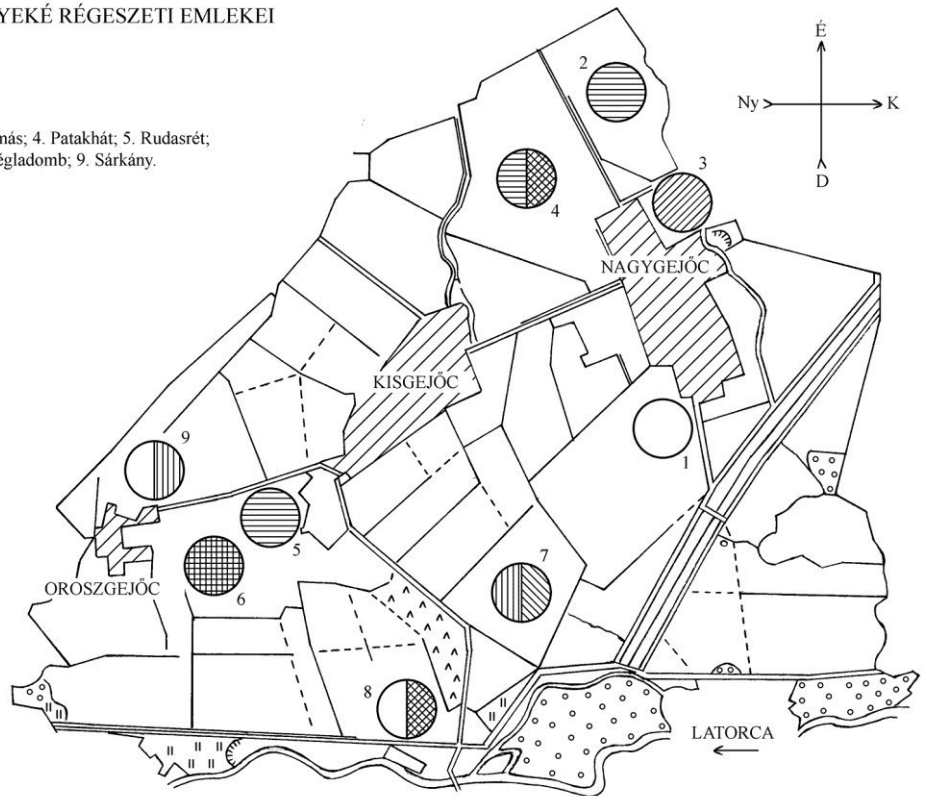 YEKÉ RÉGESZETI EMLEKEI
más; 4. Patakhát; 5. Rudasrét;
égladomb; 9. Sárkány.
É
Ny K
D
2
3
4
NAGYGEJŐC
KISGEJŐC
1
9
5
6
OROSZGEJŐC
7
8
LATORCA